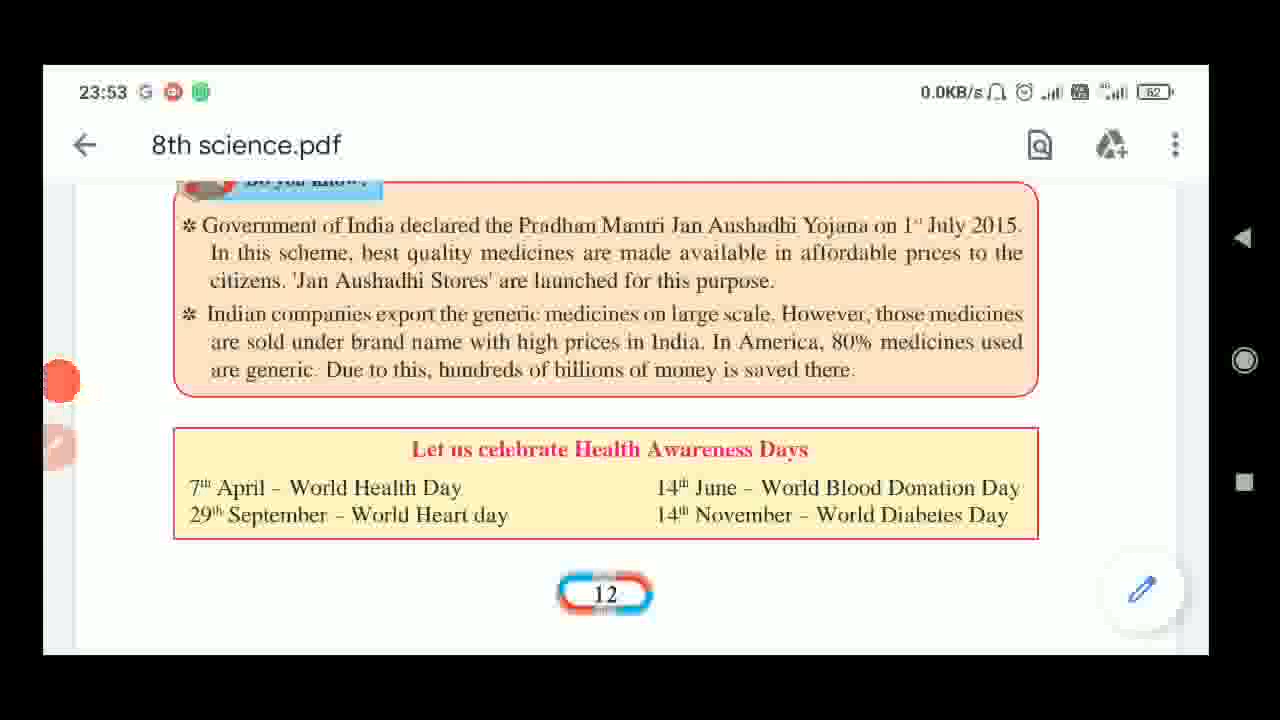 23:53 G 0.0KB/s 4G 62
8th science.pdf
Do you know?
✲ Government of India declared the Pradhan Mantri Jan Aushadhi Yojana on 1st July 2015.
In this scheme, best quality medicines are made available in affordable prices to the
citizens. 'Jan Aushadhi Stores' are launched for this purpose.
✲ Indian companies export the generic medicines on large scale. However, those medicines
are sold under brand name with high prices in India. In America, 80% medicines used
are generic. Due to this, hundreds of billions of money is saved there.
Let us celebrate Health Awareness Days
7th April – World Health Day 14th June – World Blood Donation Day
29th September – World Heart day 14th November – World Diabetes Day
12